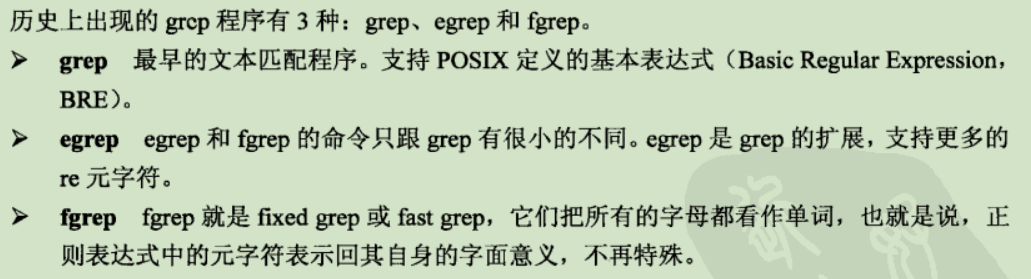 历史上出现的 grcp 程序有 3 种：grep、egrep 和 fgrep。
➢ grep 最早的文本匹配程序。支持 POSIX 定义的基本表达式（Basic Regular Expression，
BRE）。
➢ egrep egrep 和 fgrep 的命令只跟 grep 有很小的不同。egrep 是 grep 的扩展，支持更多的
re 元字符。
➢ fgrep fgrep 就是 fixed grep 或 fast grep，它们把所有的字母都看作单词，也就是说，正
则表达式中的元字符表示回其自身的字面意义，不再特殊。